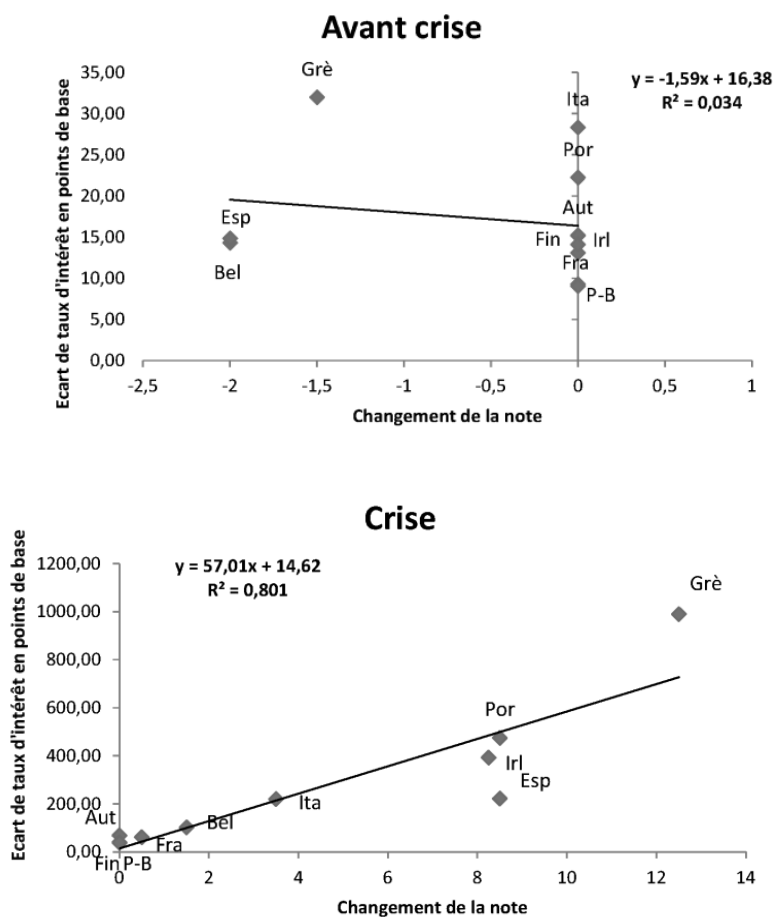 Avant crise
Ecart de taux d'intérêt en points de base
35,00
30,00
25,00
20,00
15,00
10,00
5,00
0,00
y = -1,59x + 16,38
R² = 0,034
Grè
Ita
Por
Aut
Esp
Fin Irl
Bel
Fra
P-B
-2,5 -2 -1,5 -1 -0,5 0 0,5 1
Changement de la note
Crise
Ecart de taux d'intérêt en points de base
1200,00
1000,00
800,00
600,00
400,00
200,00
0,00
y = 57,01x + 14,62
R² = 0,801
Grè
Por
Irl
Esp
Ita
Aut
Bel
Fra
Fin P-B
0 2 4 6 8 10 12 14
Changement de la note